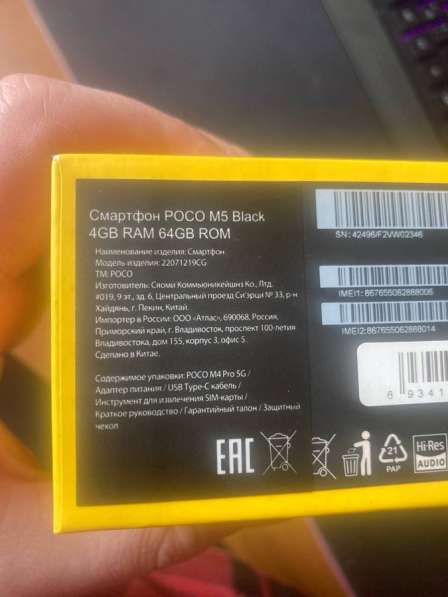 Смартфон POCO M5 Black
4GB RAM 64GB ROM
Наименование изделия: Смартфон
Модель изделия: 22071219CG
TM: POCO
Изготовитель: Сяоми Коммьюникейшнз Ко., Лтд.
#019, 9 эт., зд. 6, Центральный проезд Сиэрци № 33, р-н
Хайдянь, г. Пекин, Китай.
Импортер в России: ООО «Атлас», 690068, Россия,
Приморский край, г. Владивосток, проспект 100-летия
Владивостока, дом 155, корпус 3, офис 5
Сделано в Китае.
Содержимое упаковки: POCO M4 Pro 5G /
Адаптер питания / USB Type-C кабель /
Инструмент для извлечения SIM-карты /
Краткое руководство / Гарантийный талон / Защитный
чехол
SN: 42496/F2VW02346
IMEI1: 867655062888006
IMEI2: 867655062888014
6 9341
EAC
21
PAP
Hi-Res
AUDIO